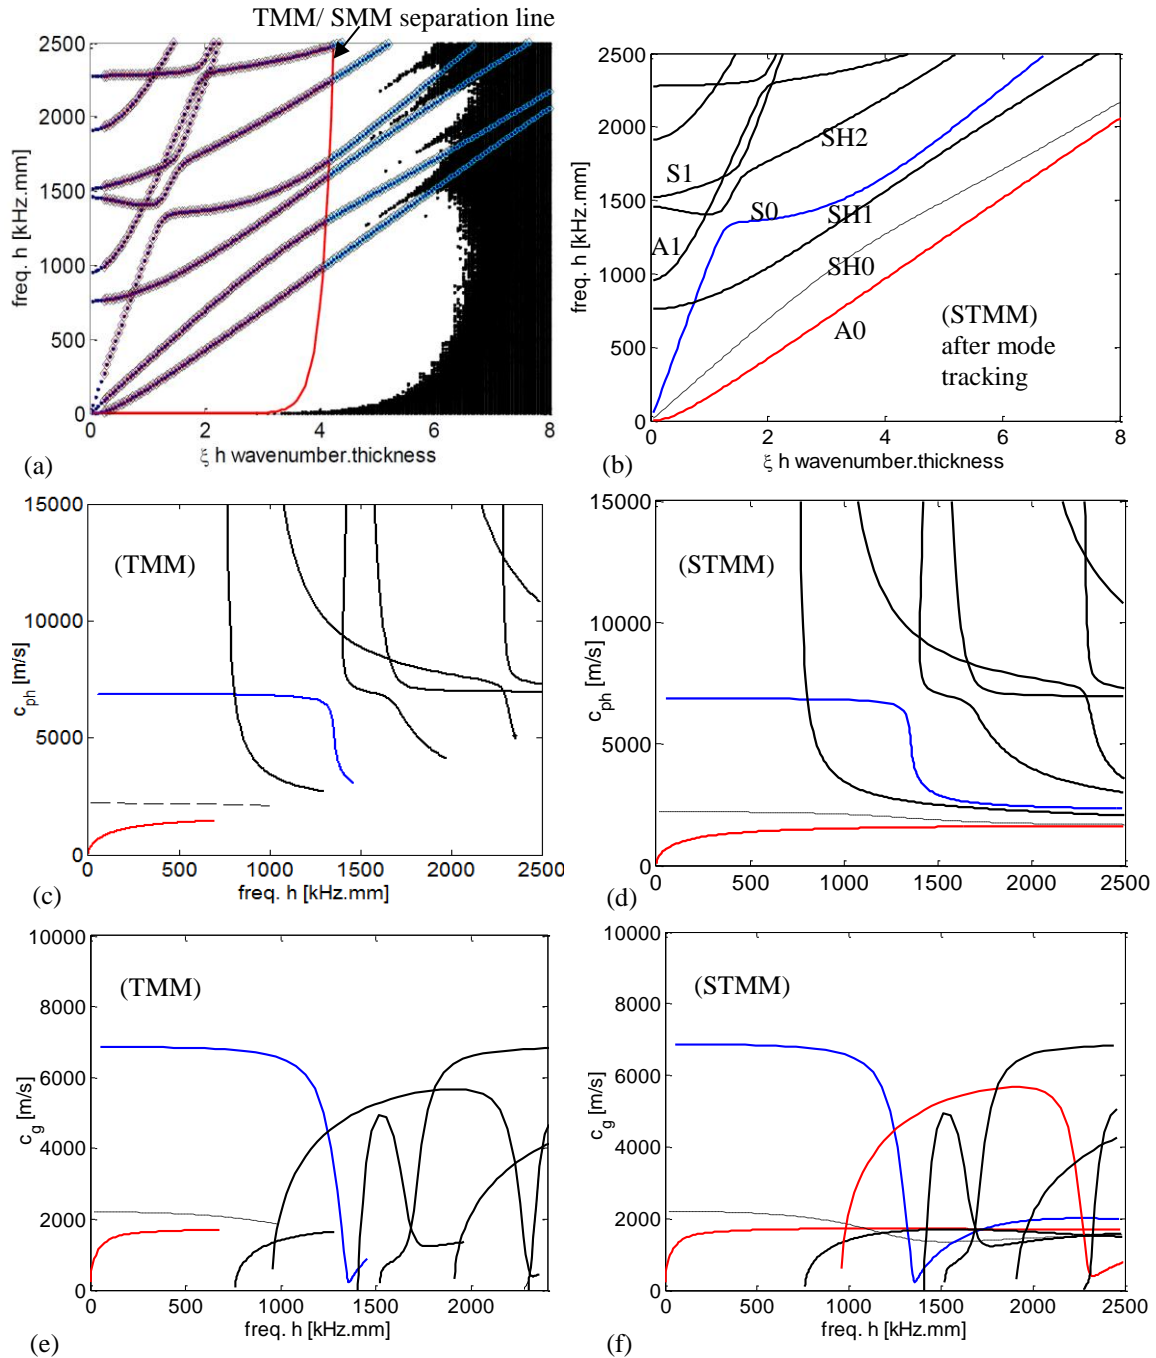 TMM/ SMM separation line
2500
2000
1500
1000
500
0
freq. h [kHz.mm]
0 2 4 6 8
ξ h wavenumber.thickness
(a)
2500
2000
1500
1000
500
0
freq. h [kHz.mm]
S1
A1
S0
SH2
SH1
SH0
A0
(STMM)
after mode
tracking
0 2 4 6 8
ξ h wavenumber.thickness
(b)
15000
10000
5000
0
c_ph [m/s]
(TMM)
0 500 1000 1500 2000 2500
freq. h [kHz.mm]
(c)
15000
10000
5000
0
c_ph [m/s]
(STMM)
0 500 1000 1500 2000 2500
(d)
10000
8000
6000
4000
2000
0
c_g [m/s]
(TMM)
0 500 1000 1500 2000
freq. h [kHz.mm]
(e)
10000
8000
6000
4000
2000
0
c_g [m/s]
(STMM)
0 500 1000 1500 2000 2500
freq. h [kHz.mm]
(f)